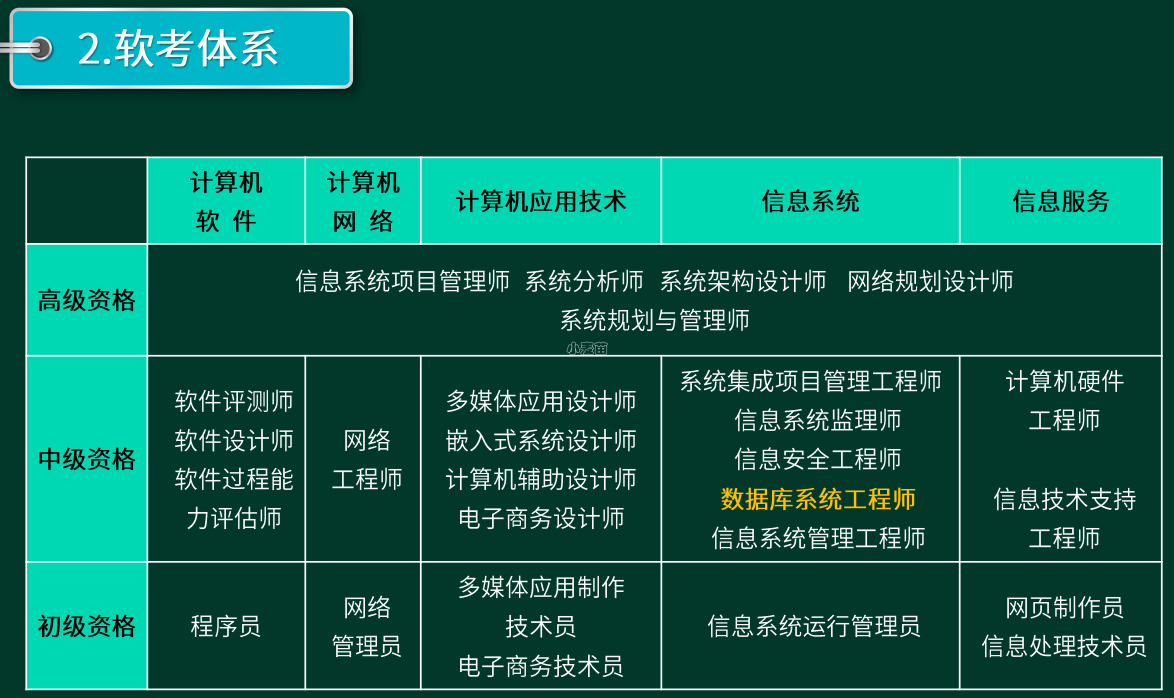 2.软考体系
计算机
软 件
计算机
网 络
计算机应用技术
信息系统
信息服务
高级资格
信息系统项目管理师 系统分析师 系统架构设计师 网络规划设计师
系统规划与管理师
小麦苗
中级资格
软件评测师
软件设计师
软件过程能
力评估师
网络
工程师
多媒体应用设计师
嵌入式系统设计师
计算机辅助设计师
电子商务设计师
系统集成项目管理工程师
信息系统监理师
信息安全工程师
数据库系统工程师
信息系统管理工程师
计算机硬件
工程师
信息技术支持
工程师
初级资格
程序员
网络
管理员
多媒体应用制作
技术员
电子商务技术员
信息系统运行管理员
网页制作员
信息处理技术员